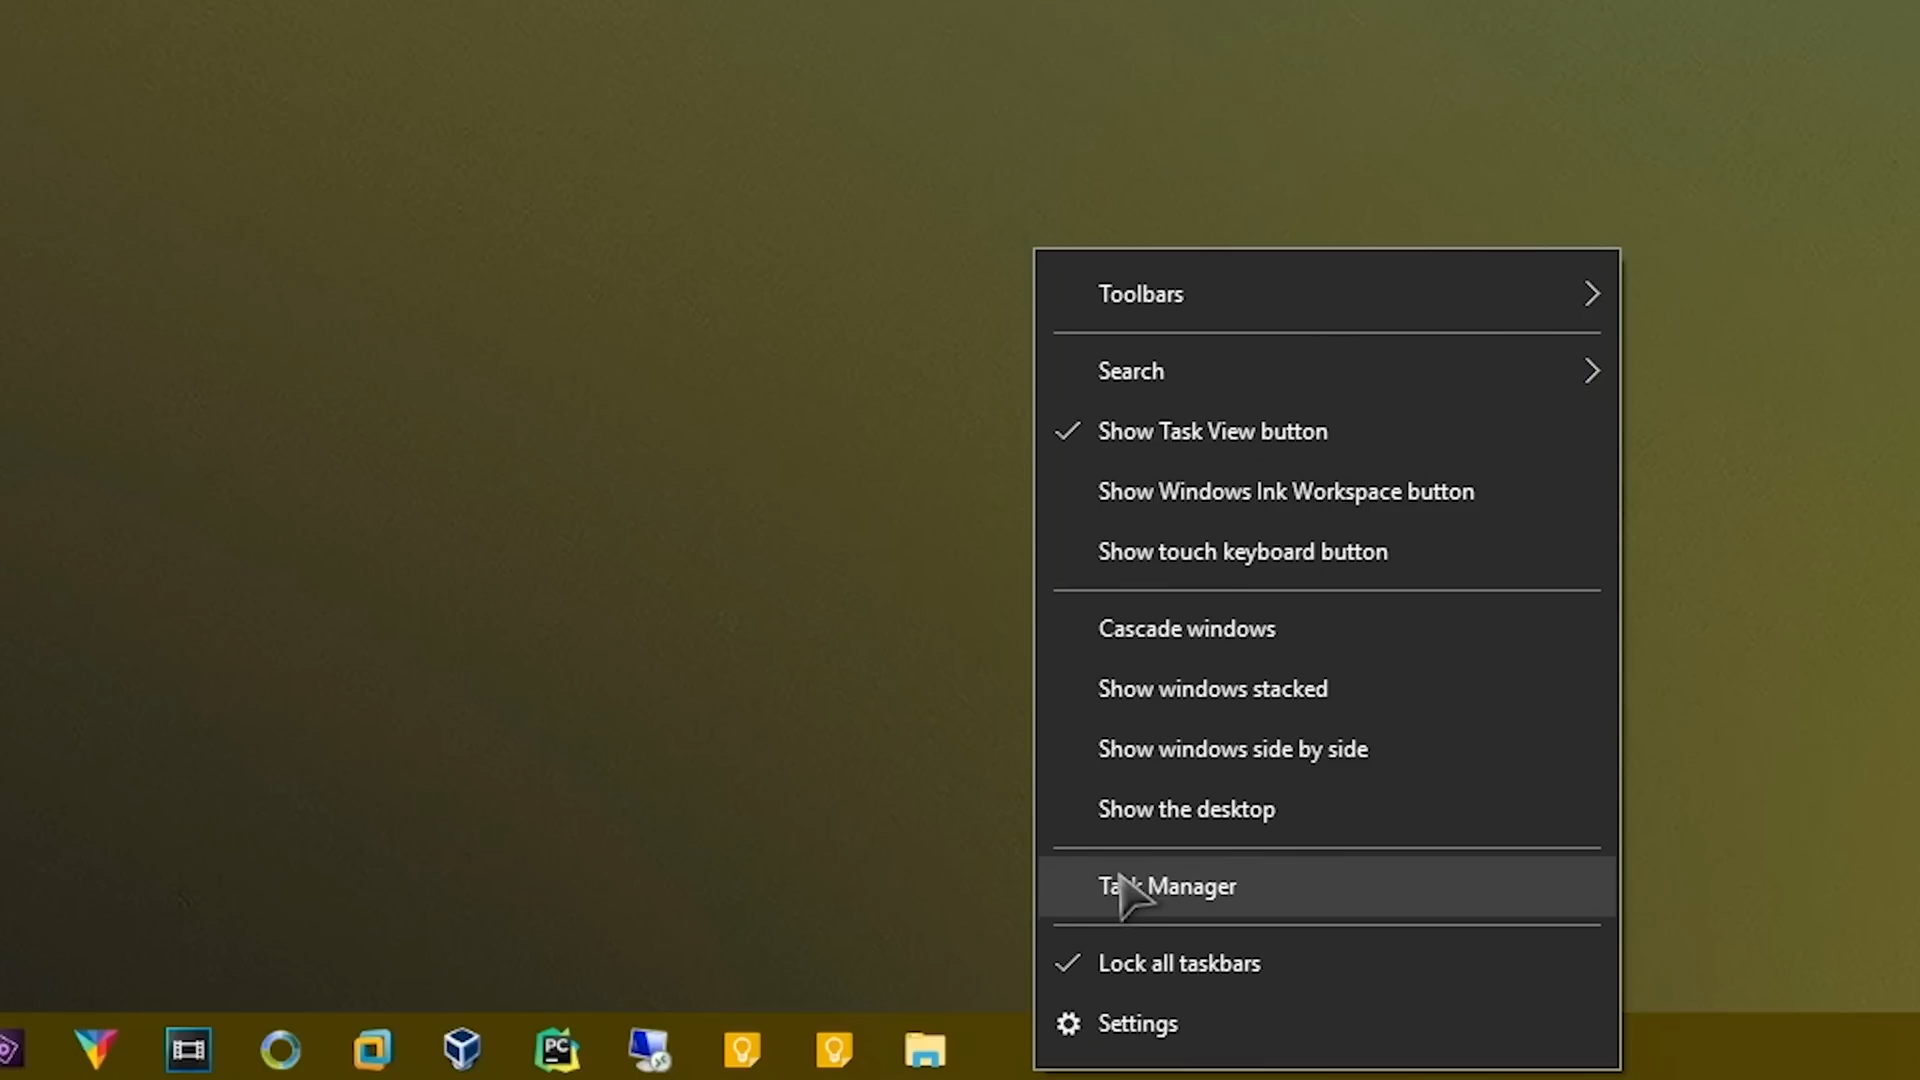 Toolbars
Search
Show Task View button
Show Windows Ink Workspace button
Show touch keyboard button
Cascade windows
Show windows stacked
Show windows side by side
Show the desktop
Task Manager
Lock all taskbars
Settings
PC